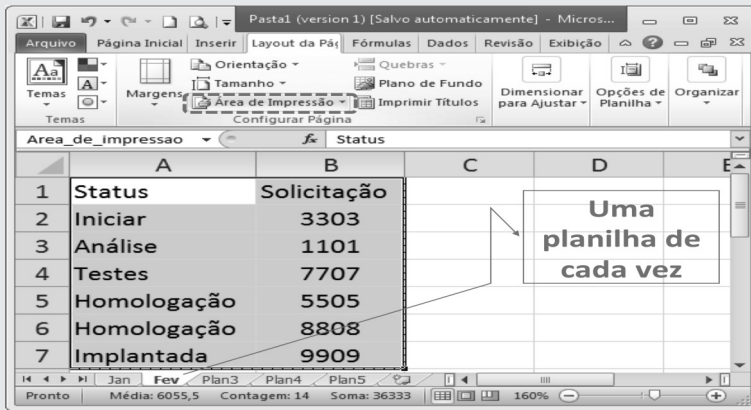 Pasta1 (version 1) [Salvo automaticamente] - Micros...
Arquivo Página Inicial Inserir Layout da Pág Fórmulas Dados Revisão Exibição
Orientação Quebras
Temas Margens Tamanho Plano de Fundo Dimensionar para Ajustar Opções de Planilha Organizar
Área de Impressão Imprimir Títulos
Temas Configurar Página
Area_de_impressao fx Status
A B C D E
1 Status Solicitação
2 Iniciar 3303
3 Análise 1101
4 Testes 7707
5 Homologação 5505
6 Homologação 8808
7 Implantada 9909
Uma
planilha de
cada vez
Jan Fev Plan3 Plan4 Plan5
Pronto Média: 6055,5 Contagem: 14 Soma: 36333 160%